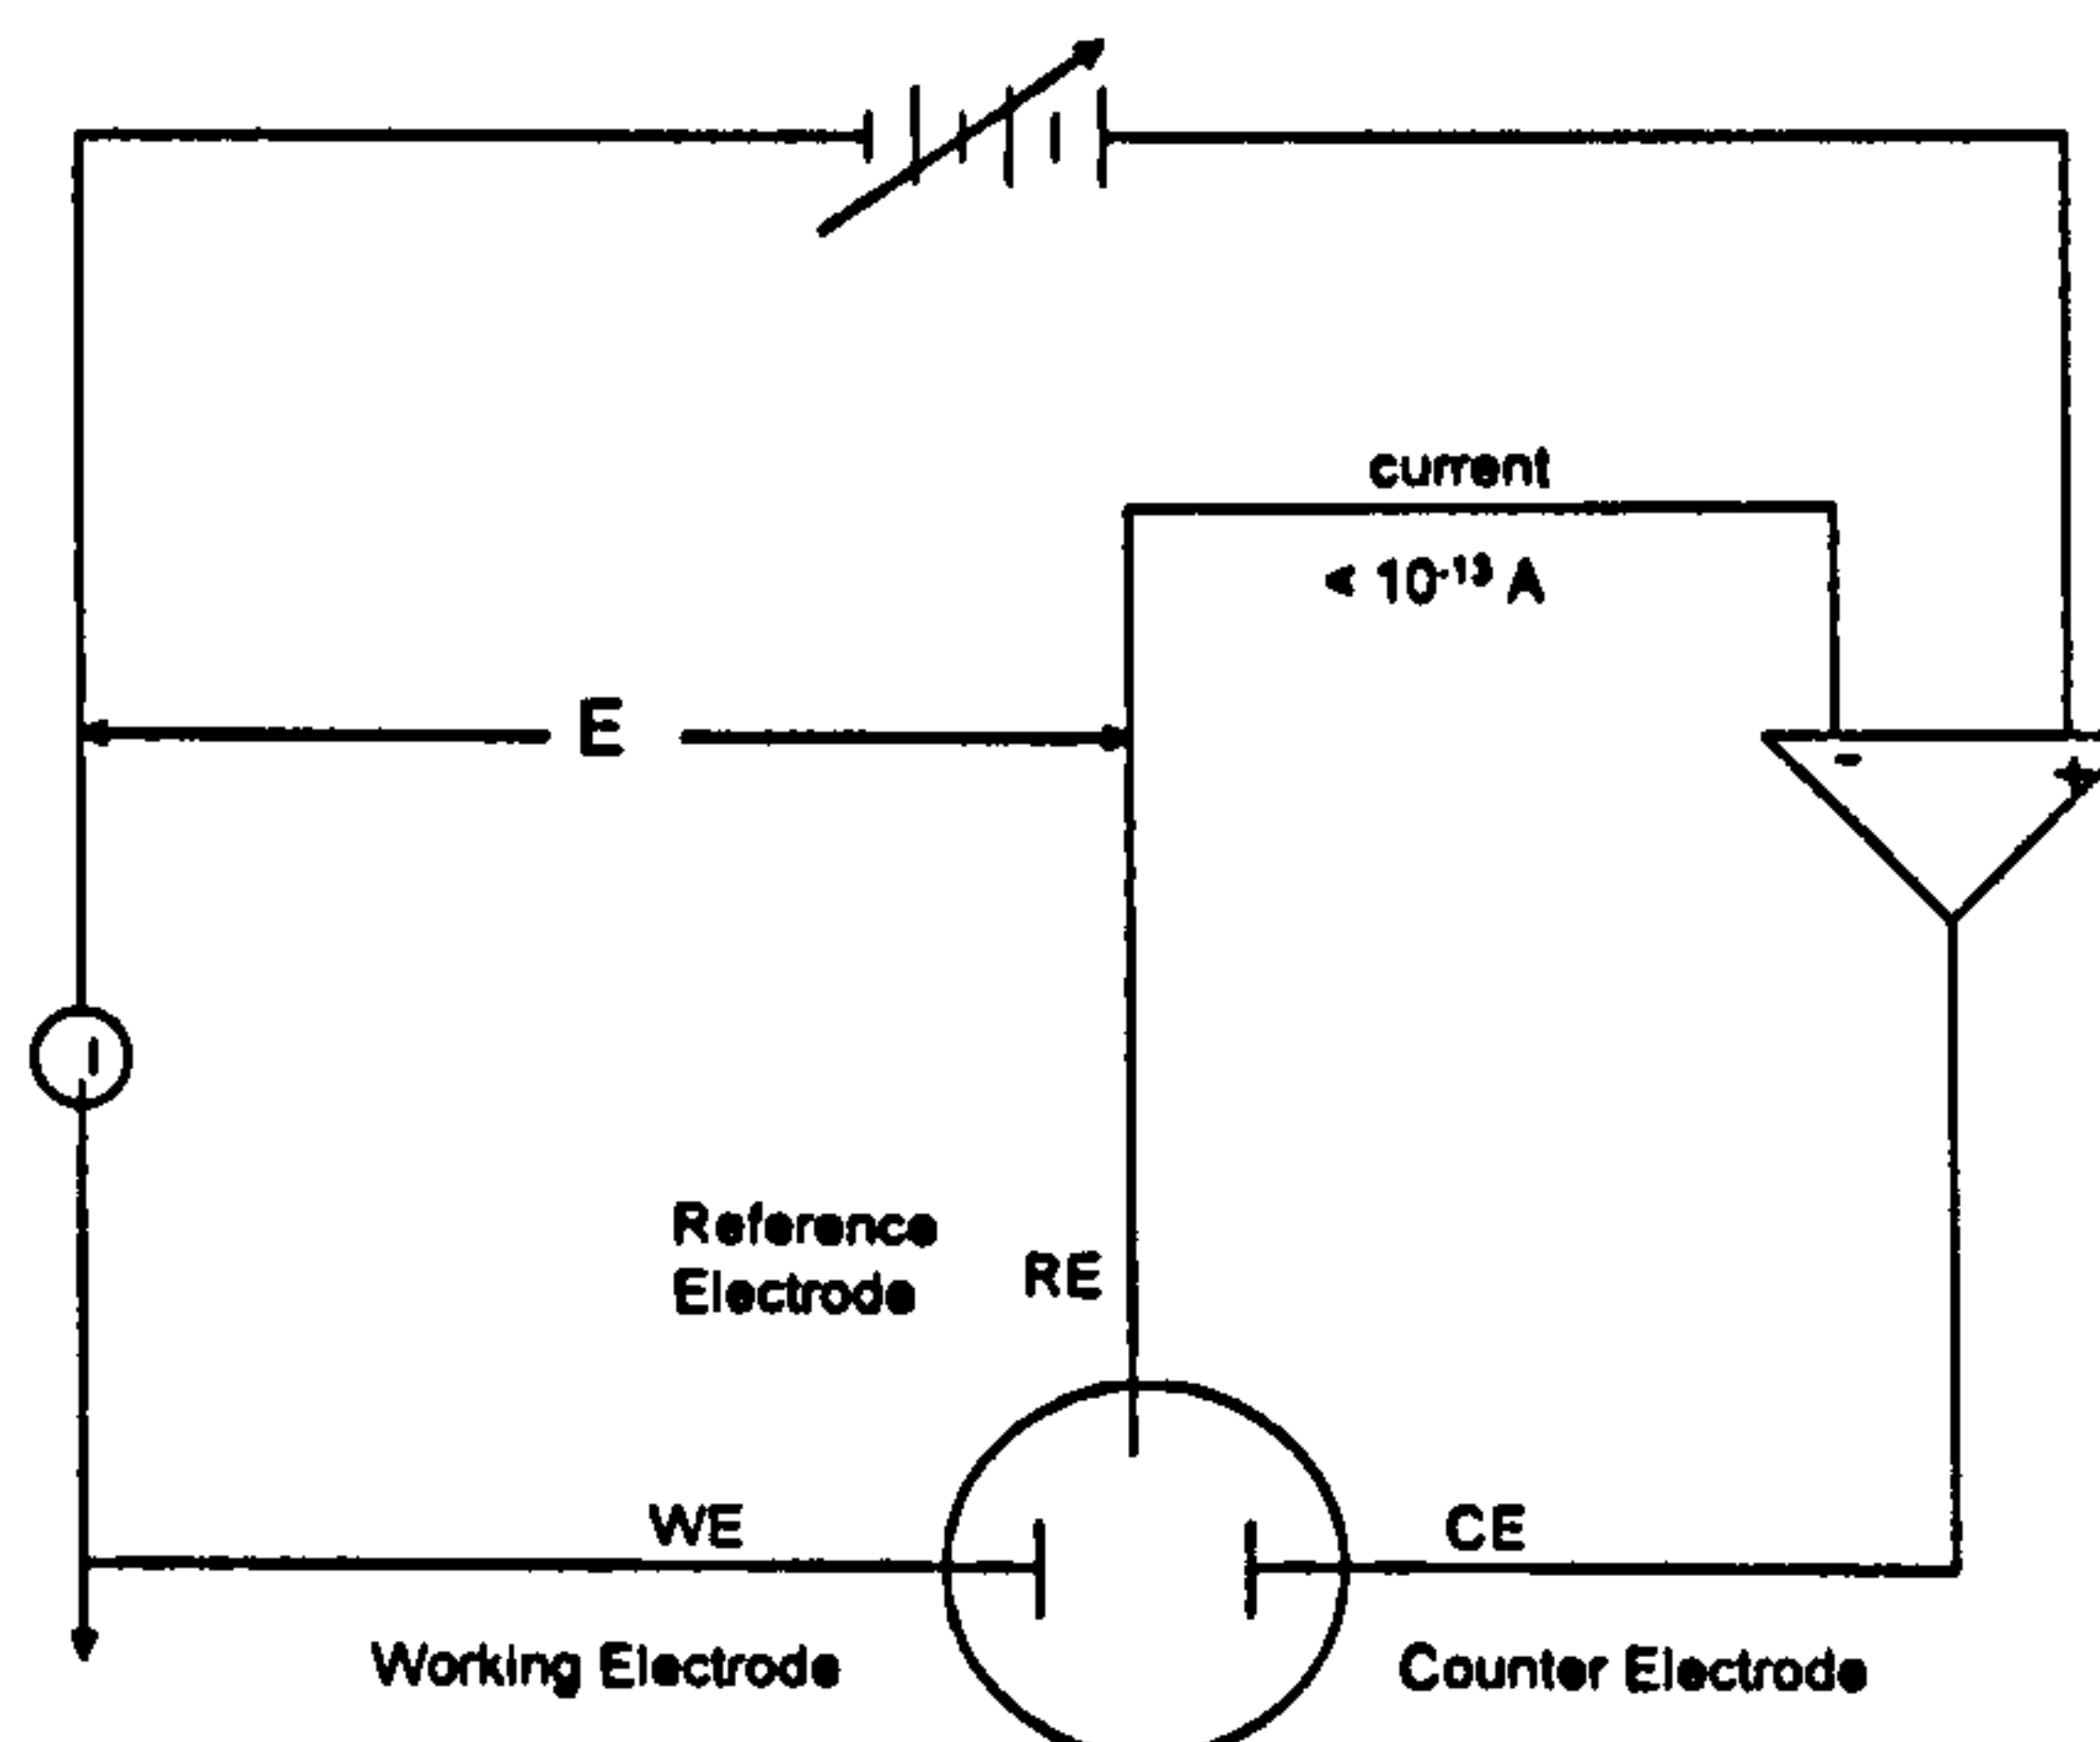 current
< 10⁻¹³ A
E
-
+
I
Reference
Electrode
RE
WE
CE
Working Electrode
Counter Electrode